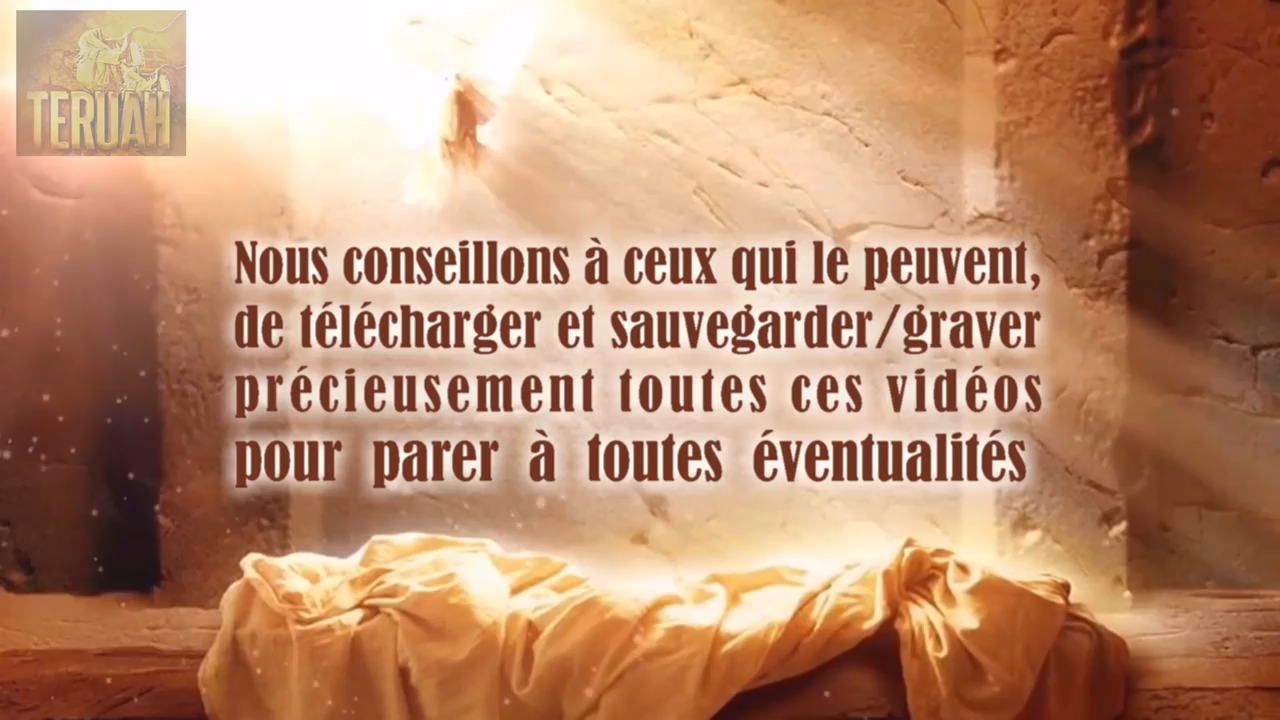 TERUAH
Nous conseillons à ceux qui le peuvent,
de télécharger et sauvegarder/graver
précieusement toutes ces vidéos
pour parer à toutes éventualités